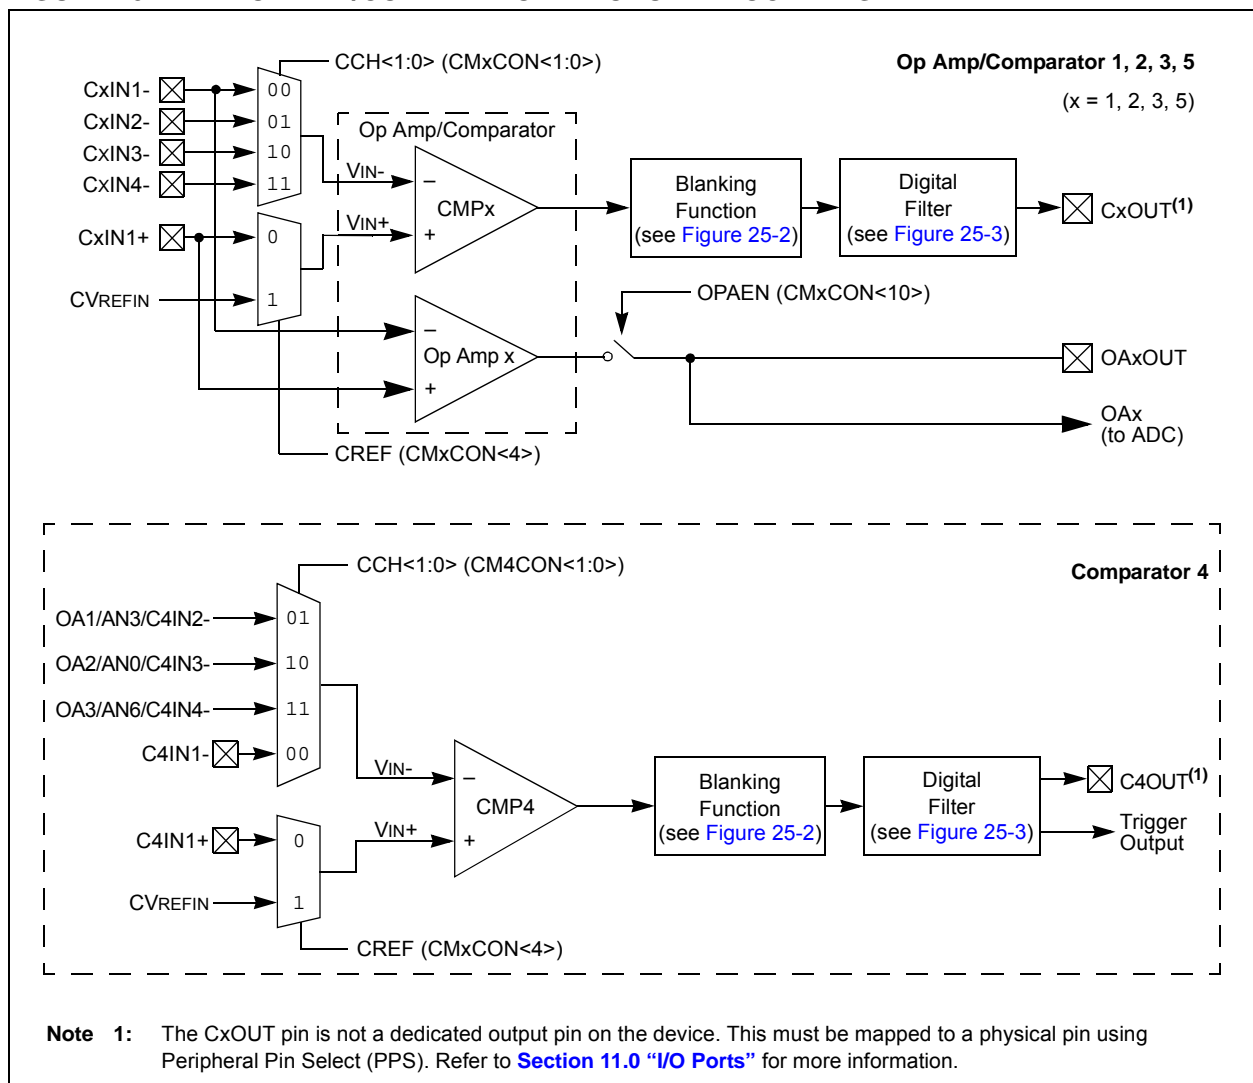 CCH<1:0> (CMxCON<1:0>)
Op Amp/Comparator 1, 2, 3, 5
(x = 1, 2, 3, 5)
CxIN1-
CxIN2-
CxIN3-
CxIN4-
00
01
10
11
Op Amp/Comparator
VIN-
–
CMPx
VIN+
+
CxIN1+
0
CVREFIN
1
Blanking
Function
(see Figure 25-2)
Digital
Filter
(see Figure 25-3)
CxOUT(1)
OPAEN (CMxCON<10>)
–
Op Amp x
+
OAxOUT
OAx
(to ADC)
CREF (CMxCON<4>)
CCH<1:0> (CM4CON<1:0>)
Comparator 4
OA1/AN3/C4IN2-
01
OA2/AN0/C4IN3-
10
OA3/AN6/C4IN4-
11
C4IN1-
00
VIN-
–
CMP4
VIN+
+
C4IN1+
0
CVREFIN
1
Blanking
Function
(see Figure 25-2)
Digital
Filter
(see Figure 25-3)
C4OUT(1)
Trigger
Output
CREF (CMxCON<4>)
Note 1: The CxOUT pin is not a dedicated output pin on the device. This must be mapped to a physical pin using
Peripheral Pin Select (PPS). Refer to Section 11.0 “I/O Ports” for more information.